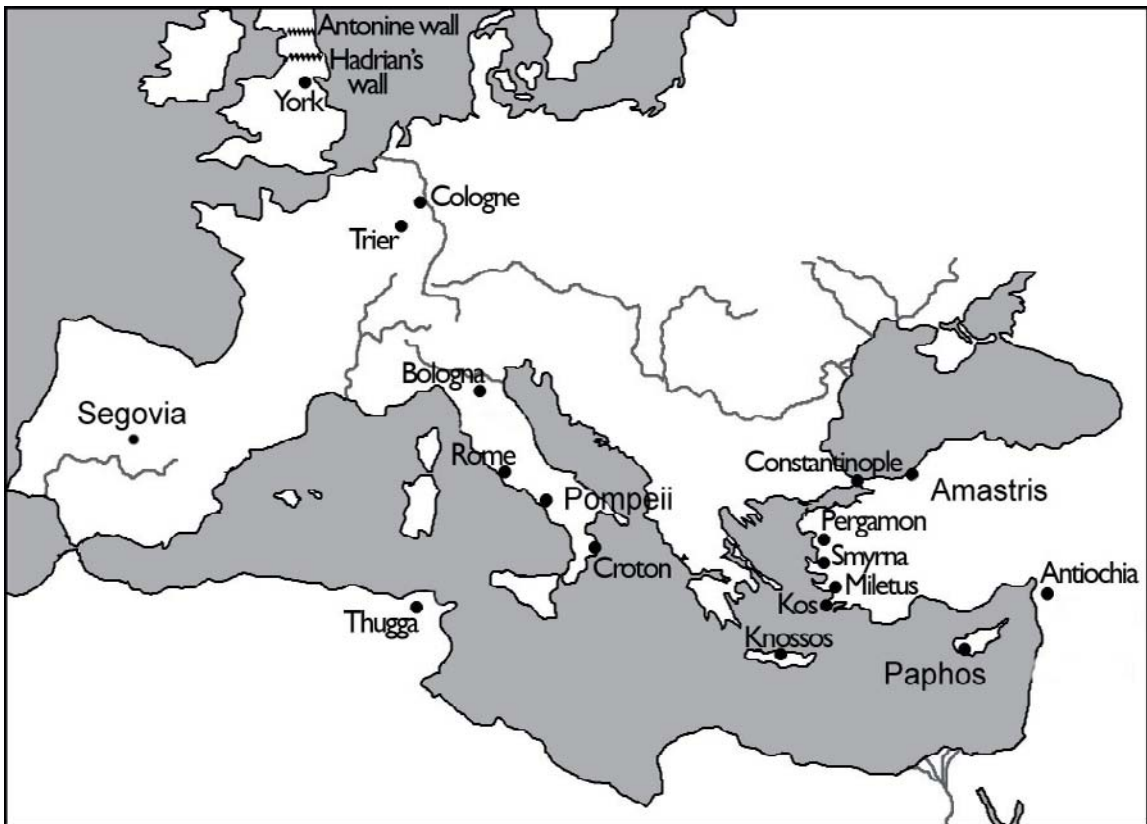 Antonine wall
Hadrian's
wall
York
Cologne
Trier
Bologna
Segovia
Rome
Pompeii
Croton
Constantinople
Amastris
Pergamon
Smyrna
Miletus
Antiochia
Kos
Thugga
Knossos
Paphos